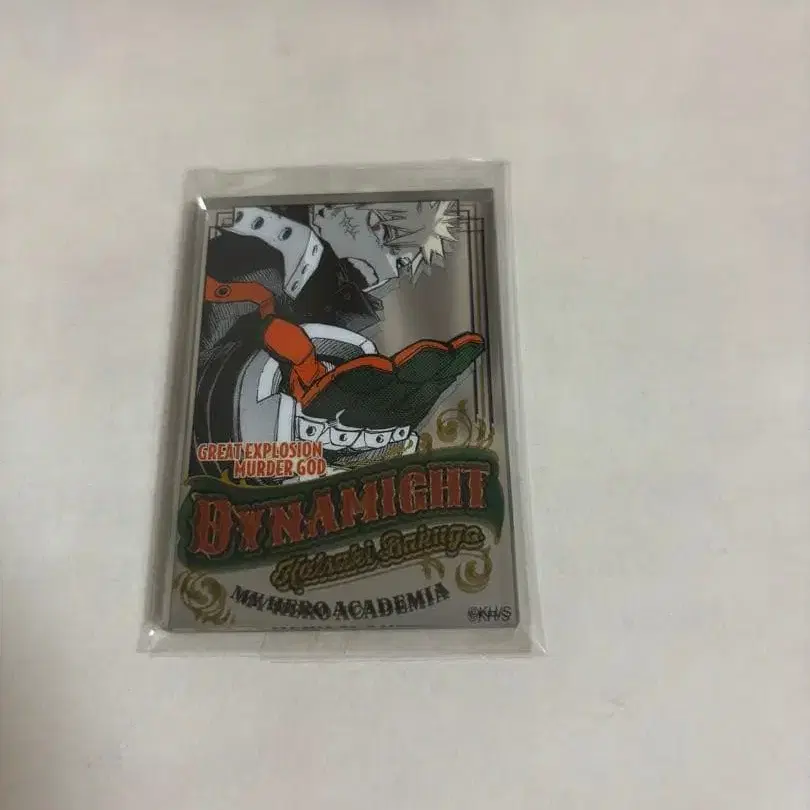 GREAT EXPLOSION
MURDER GOD
DYNAMIGHT
Katsuki Bakugo
MY HERO ACADEMIA
©KH/S